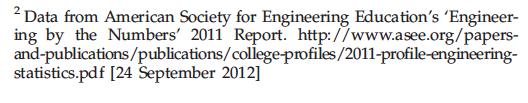 ² Data from American Society for Engineering Education's 'Engineer-
ing by the Numbers' 2011 Report. http://www.asee.org/papers-
and-publications/publications/college-profiles/2011-profile-engineering-
statistics.pdf [24 September 2012]